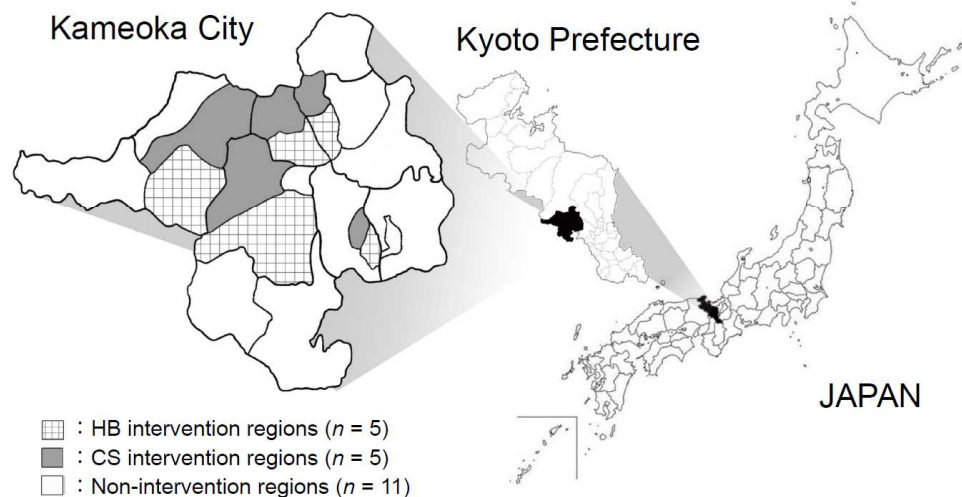 Kameoka City
Kyoto Prefecture
JAPAN
: HB intervention regions (n = 5)
: CS intervention regions (n = 5)
: Non-intervention regions (n = 11)